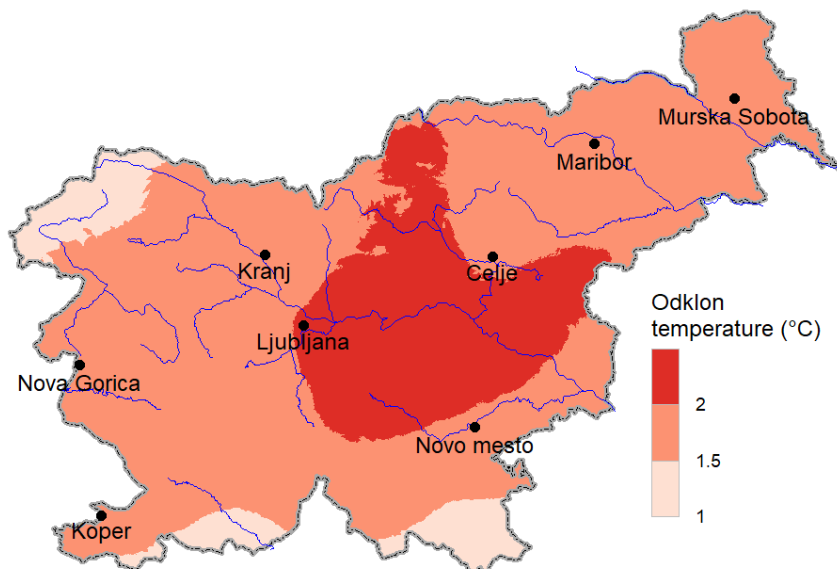 Murska Sobota
Maribor
Kranj
Celje
Ljubljana
Nova Gorica
Novo mesto
Koper
Odklon
temperature (°C)
2
1.5
1